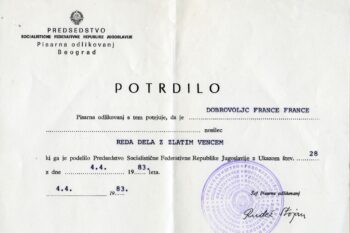 PREDSEDSTVO
SOCIALISTIČNE FEDERATIVNE REPUBLIKE JUGOSLAVIJE
Pisarna odlikovanj
Beograd
POTRDILO
DOBROVOLJC FRANCE FRANCE
Pisarna odlikovanj s tem potrjuje, da je
nosilec
REDA DELA Z ZLATIM VENCEM
ki ga je podelilo Predsedstvo Socialistične Federativne Republike Jugoslavije z Ukazom štev. 28
z dne 4.4. 19 83. leta.
4.4. 19 83.
Šef Pisarne odlikovanj